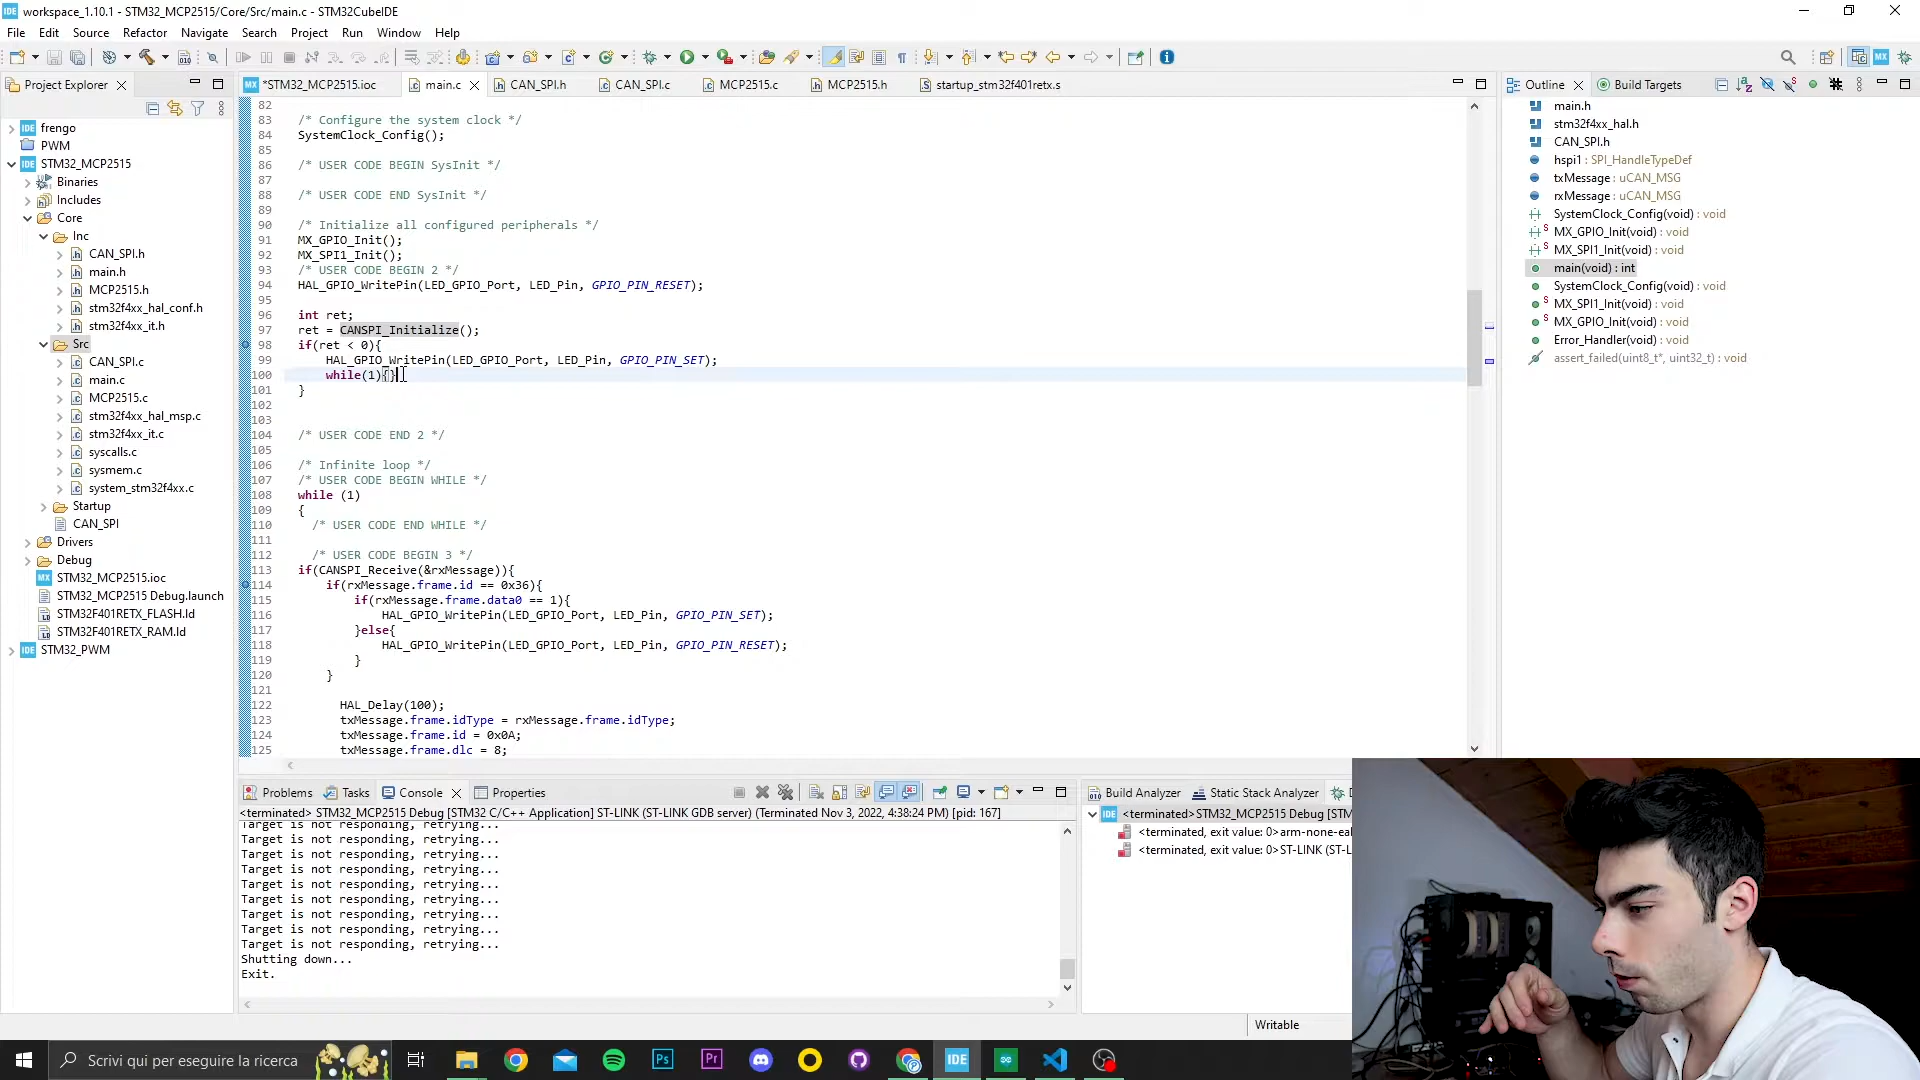 workspace_1.10.1 - STM32_MCP2515/Core/Src/main.c - STM32CubeIDE
File Edit Source Refactor Navigate Search Project Run Window Help
Project Explorer
*STM32_MCP2515.ioc
main.c
CAN_SPI.h
CAN_SPI.c
MCP2515.c
MCP2515.h
startup_stm32f401retx.s
Outline
Build Targets
frengo
PWM
STM32_MCP2515
Binaries
Includes
Core
Inc
CAN_SPI.h
main.h
MCP2515.h
stm32f4xx_hal_conf.h
stm32f4xx_it.h
Src
CAN_SPI.c
main.c
MCP2515.c
stm32f4xx_hal_msp.c
stm32f4xx_it.c
syscalls.c
sysmem.c
system_stm32f4xx.c
Startup
CAN_SPI
Drivers
Debug
STM32_MCP2515.ioc
STM32_MCP2515 Debug.launch
STM32F401RETX_FLASH.ld
STM32F401RETX_RAM.ld
STM32_PWM
82
83 /* Configure the system clock */
84 SystemClock_Config();
85
86 /* USER CODE BEGIN SysInit */
87
88 /* USER CODE END SysInit */
89
90 /* Initialize all configured peripherals */
91 MX_GPIO_Init();
92 MX_SPI1_Init();
93 /* USER CODE BEGIN 2 */
94 HAL_GPIO_WritePin(LED_GPIO_Port, LED_Pin, GPIO_PIN_RESET);
95
96 int ret;
97 ret = CANSPI_Initialize();
98 if(ret < 0){
99 HAL_GPIO_WritePin(LED_GPIO_Port, LED_Pin, GPIO_PIN_SET);
100 while(1){}
101 }
102
103
104 /* USER CODE END 2 */
105
106 /* Infinite loop */
107 /* USER CODE BEGIN WHILE */
108 while (1)
109 {
110 /* USER CODE END WHILE */
111
112 /* USER CODE BEGIN 3 */
113 if(CANSPI_Receive(&rxMessage)){
114 if(rxMessage.frame.id == 0x36){
115 if(rxMessage.frame.data0 == 1){
116 HAL_GPIO_WritePin(LED_GPIO_Port, LED_Pin, GPIO_PIN_SET);
117 }else{
118 HAL_GPIO_WritePin(LED_GPIO_Port, LED_Pin, GPIO_PIN_RESET);
119 }
120 }
121
122 HAL_Delay(100);
123 txMessage.frame.idType = rxMessage.frame.idType;
124 txMessage.frame.id = 0x0A;
125 txMessage.frame.dlc = 8;
main.h
stm32f4xx_hal.h
CAN_SPI.h
hspi1 : SPI_HandleTypeDef
txMessage : uCAN_MSG
rxMessage : uCAN_MSG
SystemClock_Config(void) : void
MX_GPIO_Init(void) : void
MX_SPI1_Init(void) : void
main(void) : int
SystemClock_Config(void) : void
MX_SPI1_Init(void) : void
MX_GPIO_Init(void) : void
Error_Handler(void) : void
assert_failed(uint8_t*, uint32_t) : void
Problems
Tasks
Console
Properties
<terminated> STM32_MCP2515 Debug [STM32 C/C++ Application] ST-LINK (ST-LINK GDB server) (Terminated Nov 3, 2022, 4:38:24 PM) [pid: 167]
Target is not responding, retrying...
Target is not responding, retrying...
Target is not responding, retrying...
Target is not responding, retrying...
Target is not responding, retrying...
Target is not responding, retrying...
Target is not responding, retrying...
Target is not responding, retrying...
Target is not responding, retrying...
Shutting down...
Exit.
Build Analyzer
Static Stack Analyzer
<terminated>STM32_MCP2515 Debug [STM
<terminated, exit value: 0>arm-none-eal
<terminated, exit value: 0>ST-LINK (ST-L
Writable
Scrivi qui per eseguire la ricerca